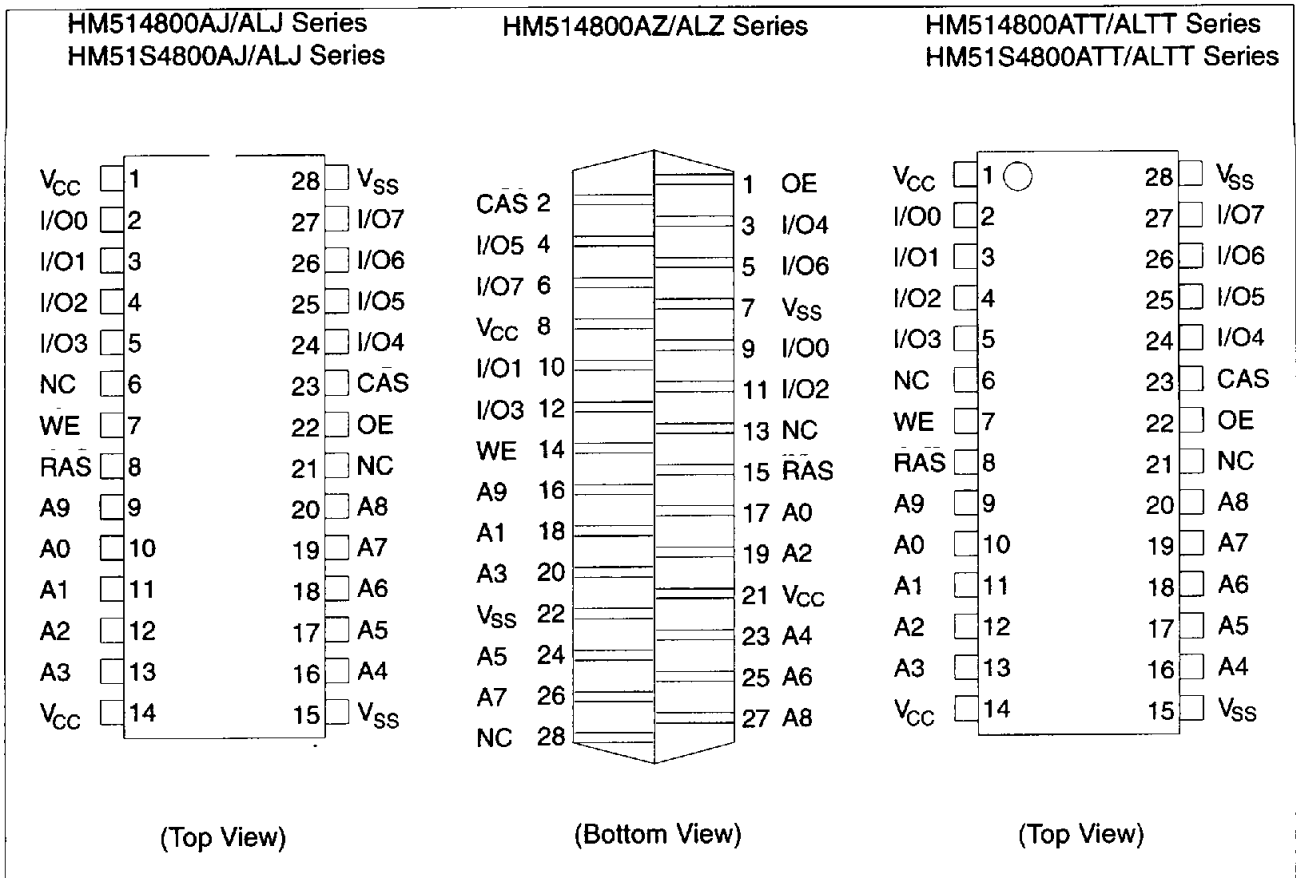 HM514800AJ/ALJ Series
HM51S4800AJ/ALJ Series
VCC 1 28 VSS
I/O0 2 27 I/O7
I/O1 3 26 I/O6
I/O2 4 25 I/O5
I/O3 5 24 I/O4
NC 6 23 CAS
WE 7 22 OE
RAS 8 21 NC
A9 9 20 A8
A0 10 19 A7
A1 11 18 A6
A2 12 17 A5
A3 13 16 A4
VCC 14 15 VSS
(Top View)
HM514800AZ/ALZ Series
1 OE
CAS 2
3 I/O4
I/O5 4
5 I/O6
I/O7 6
7 VSS
VCC 8
9 I/O0
I/O1 10
11 I/O2
I/O3 12
13 NC
WE 14
15 RAS
A9 16
17 A0
A1 18
19 A2
A3 20
21 VCC
VSS 22
23 A4
A5 24
25 A6
A7 26
27 A8
NC 28
(Bottom View)
HM514800ATT/ALTT Series
HM51S4800ATT/ALTT Series
VCC 1 28 VSS
I/O0 2 27 I/O7
I/O1 3 26 I/O6
I/O2 4 25 I/O5
I/O3 5 24 I/O4
NC 6 23 CAS
WE 7 22 OE
RAS 8 21 NC
A9 9 20 A8
A0 10 19 A7
A1 11 18 A6
A2 12 17 A5
A3 13 16 A4
VCC 14 15 VSS
(Top View)